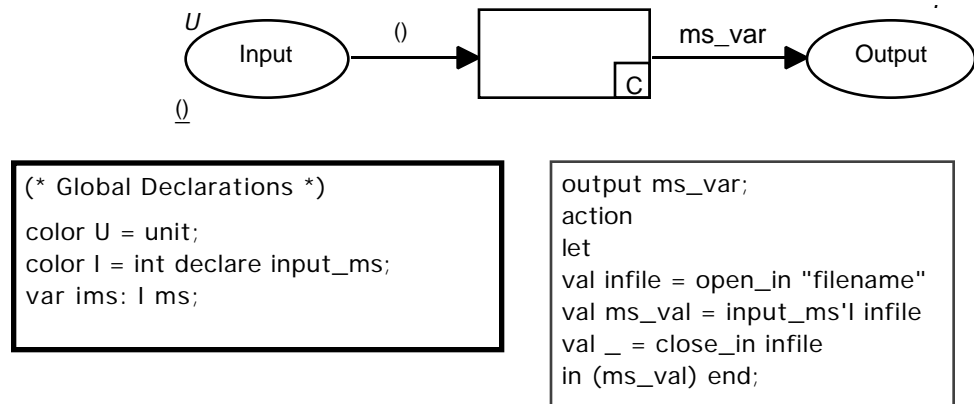 U
Input
()
C
ms_var
Output
()
(* Global Declarations *)
color U = unit;
color I = int declare input_ms;
var ims: I ms;
output ms_var;
action
let
val infile = open_in "filename"
val ms_val = input_ms'I infile
val _ = close_in infile
in (ms_val) end;